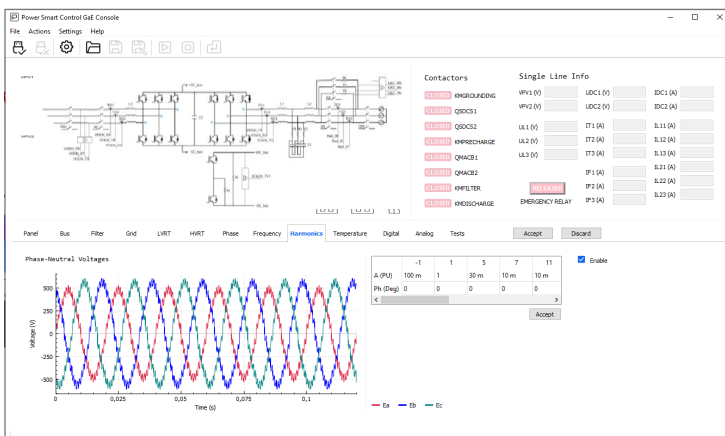 Power Smart Control GaE Console
File Actions Settings Help
Contactors
CLOSED KMGROUNDING
CLOSED QSDCS1
CLOSED QSDCS2
CLOSED KMPRECHARGE
CLOSED QMACB1
CLOSED QMACB2
CLOSED KMFILTER
CLOSED KMDISCHARGE
Single Line Info
VPV1 (V) UDC1 (V) IDC1 (A)
VPV2 (V) UDC2 (V) IDC2 (A)
UL1 (V) IT1 (A) IL11 (A)
UL2 (V) IT2 (A) IL12 (A)
UL3 (V) IT3 (A) IL13 (A)
IF1 (A) IL21 (A)
RELEASED IF2 (A) IL22 (A)
EMERGENCY RELAY IF3 (A) IL23 (A)
Panel Bus Filter Grid LVRT HVRT Phase Frequency Harmonics Temperature Digital Analog Tests Accept Discard
Phase-Neutral Voltages
-1 1 5 7 11
A (PU) 100 m 1 30 m 10 m 10 m
Ph (Deg) 0 0 0 0 0
Accept
Enable
Voltage (V)
500
250
0
-250
-500
0 0,025 0,05 0,075 0,1
Time (s)
Ea Eb Ec